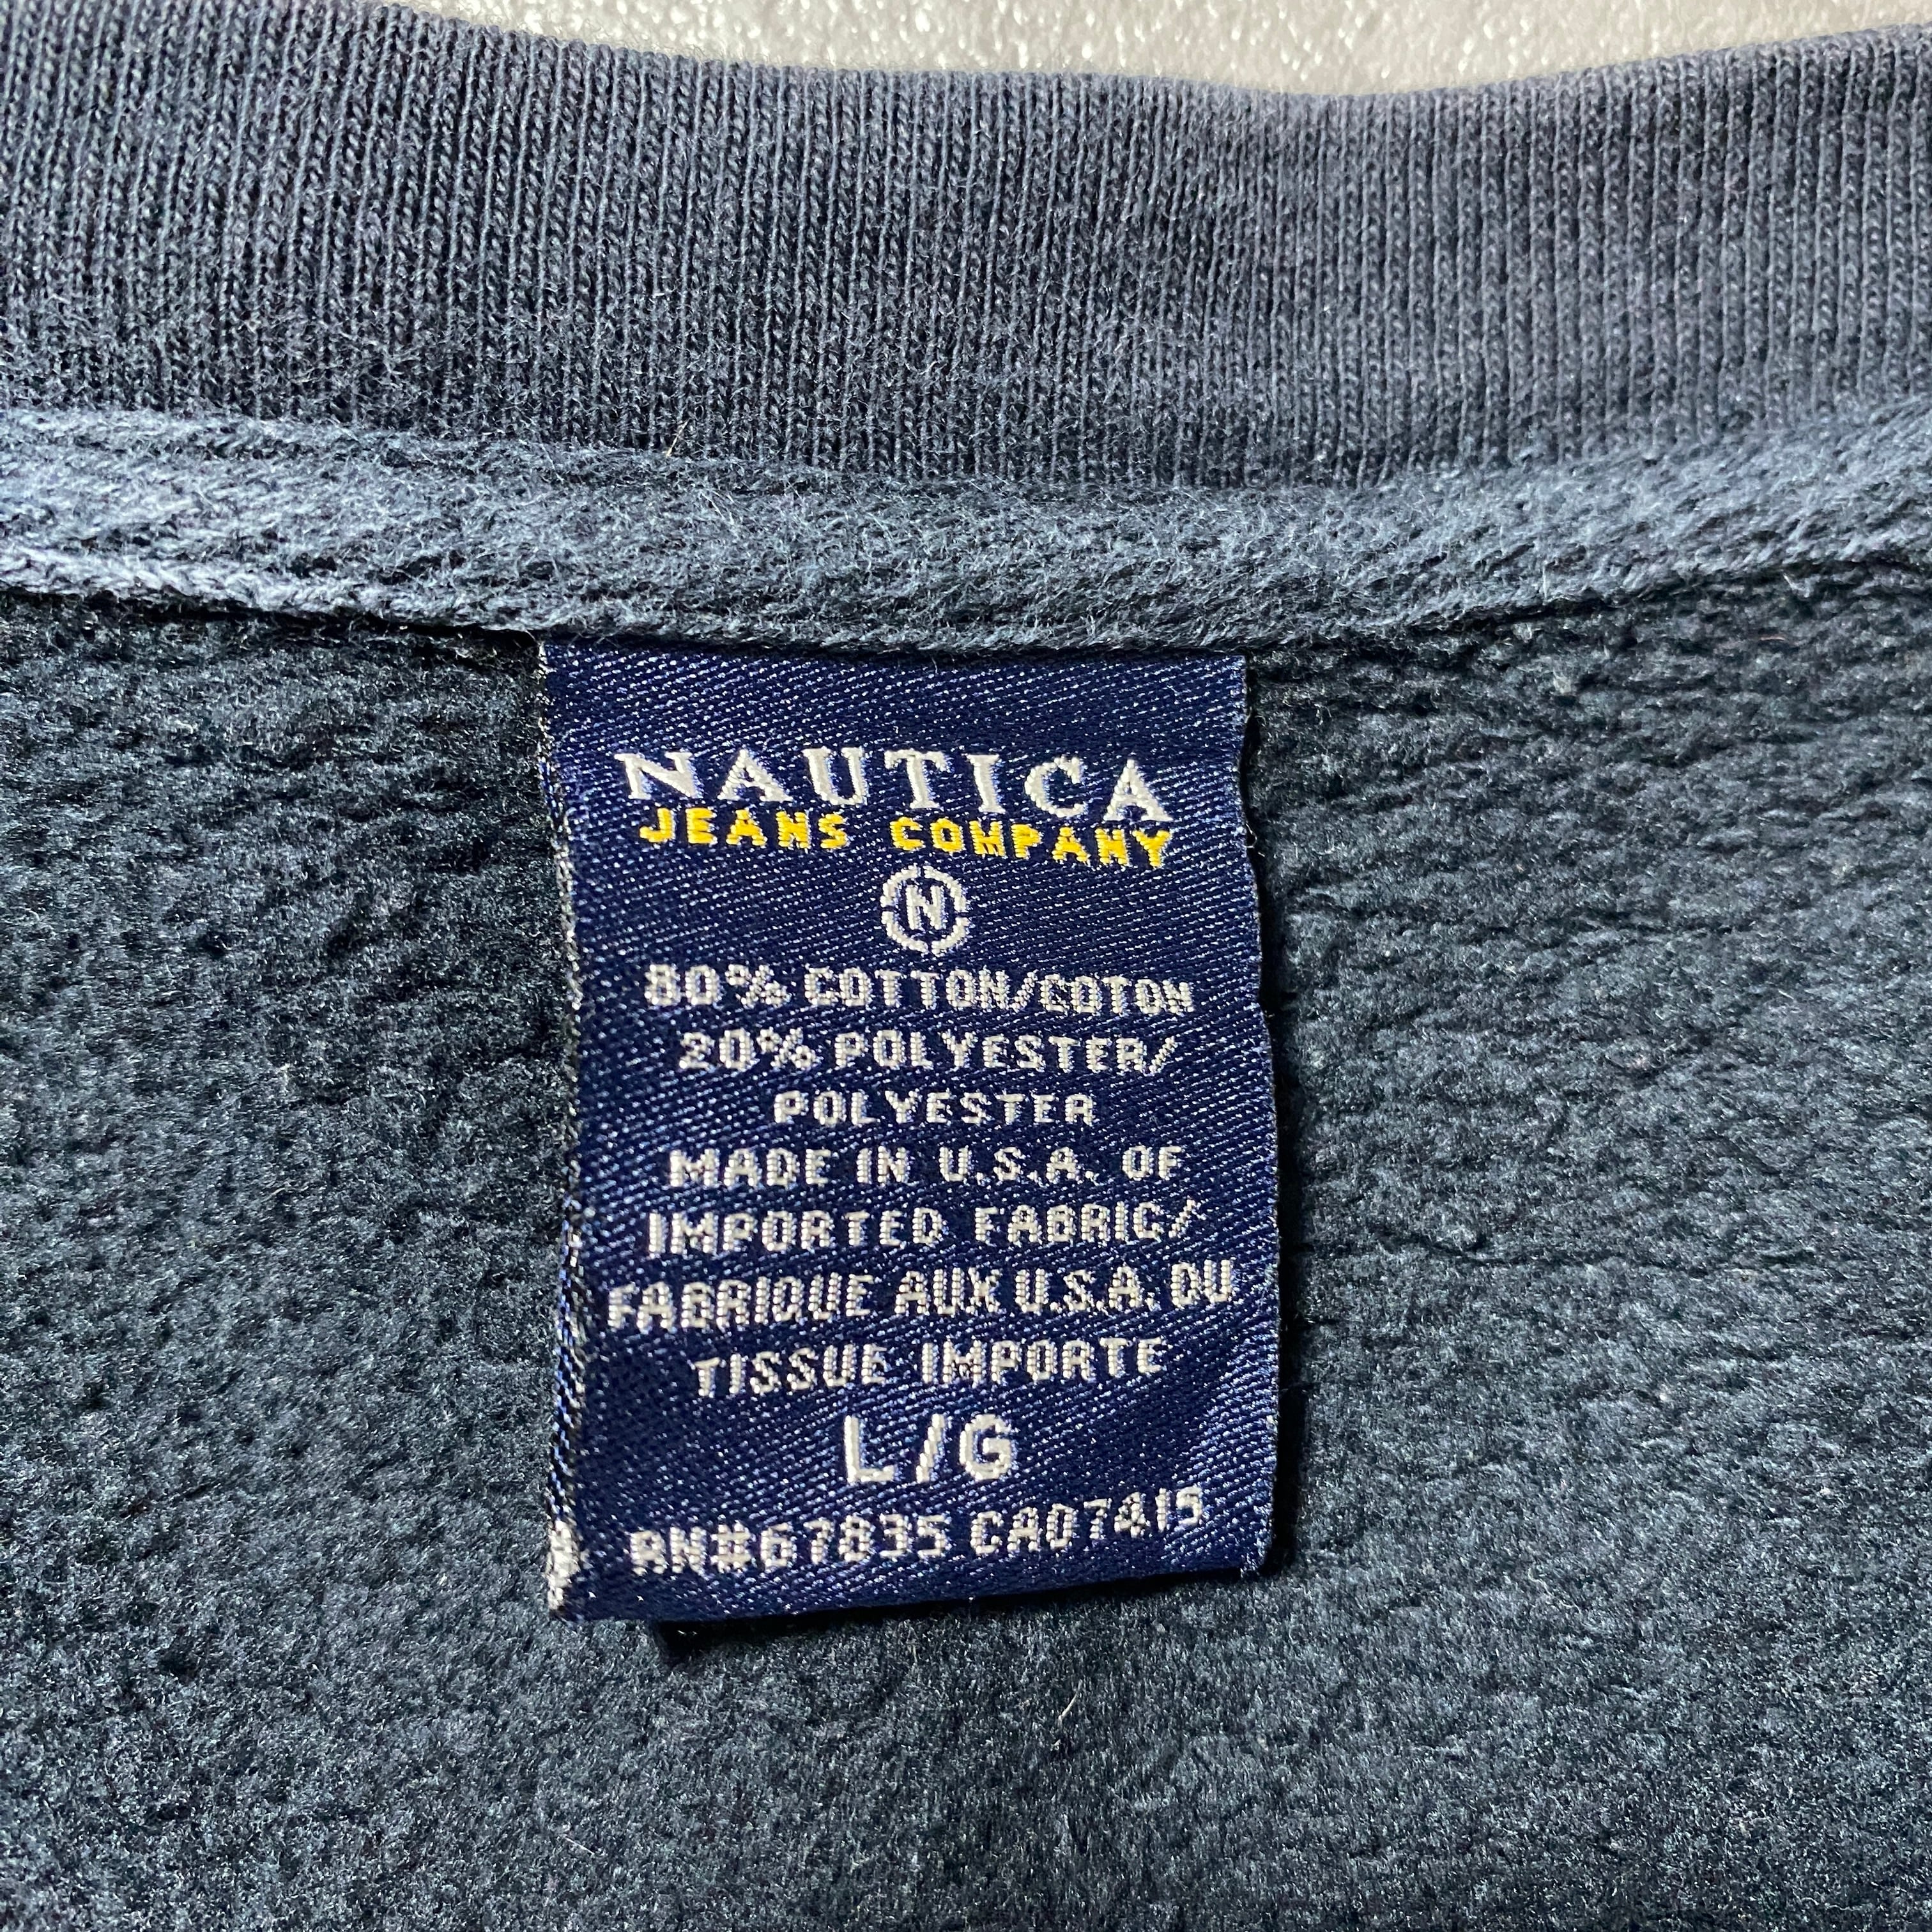 NAUTICA
JEANS COMPANY
N
80% COTTON/COTON
20% POLYESTER/
POLYESTER
MADE IN U.S.A. OF
IMPORTED FABRIC/
FABRIQUE AUX U.S.A. DU
TISSUE IMPORTE
L/G
RN#67835 CA07415